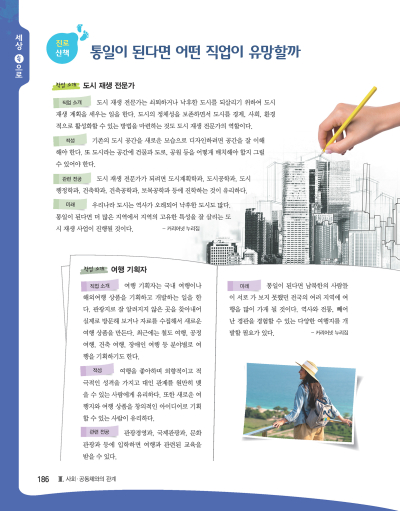 세상 속으로
진로
산책
통일이 된다면 어떤 직업이 유망할까
직업 소개 도시 재생 전문가
직업 소개 도시 재생 전문가는 쇠퇴하거나 낙후한 도시를 되살리기 위하여 도시
재생 계획을 세우는 일을 한다. 도시의 정체성을 보존하면서 도시를 경제, 사회, 환경
적으로 활성화할 수 있는 방법을 마련하는 것도 도시 재생 전문가의 역할이다.
적성 기존의 도시 공간을 새로운 모습으로 디자인하려면 공간을 잘 이해
해야 한다. 또 도시라는 공간에 건물과 도로, 공원 등을 어떻게 배치해야 할지 그릴
수 있어야 한다.
관련 전공 도시 재생 전문가가 되려면 도시계획학과, 도시공학과, 도시
행정학과, 건축학과, 건축공학과, 토목공학과 등에 진학하는 것이 유리하다.
미래 우리나라 도시는 역사가 오래되어 낙후한 도시도 많다.
통일이 된다면 더 많은 지역에서 지역의 고유한 특성을 잘 살리는 도
시 재생 사업이 진행될 것이다. - 커리어넷 누리집
직업 소개 여행 기획자
직업 소개 여행 기획자는 국내 여행이나
해외여행 상품을 기획하고 개발하는 일을 한
다. 관광지로 잘 알려지지 않은 곳을 찾아내어
실제로 방문해 보거나 자료를 수집해서 새로운
여행 상품을 만든다. 최근에는 철도 여행, 공정
여행, 건축 여행, 장애인 여행 등 분야별로 여
행을 기획하기도 한다.
적성 여행을 좋아하며 외향적이고 적
극적인 성격을 가지고 대인 관계를 원만히 맺
을 수 있는 사람에게 유리하다. 또한 새로운 여
행지와 여행 상품을 창의적인 아이디어로 기획
할 수 있는 사람이 유리하다.
관련 전공 관광경영과, 국제관광과, 문화
관광과 등에 입학하면 여행과 관련된 교육을
받을 수 있다.
미래 통일이 된다면 남북한의 사람들
이 서로 가 보지 못했던 전국의 여러 지역에 여
행을 많이 가게 될 것이다. 역사와 전통, 빼어
난 경관을 경험할 수 있는 다양한 여행지를 개
발할 필요가 있다. - 커리어넷 누리집
186 Ⅲ. 사회·공동체와의 관계